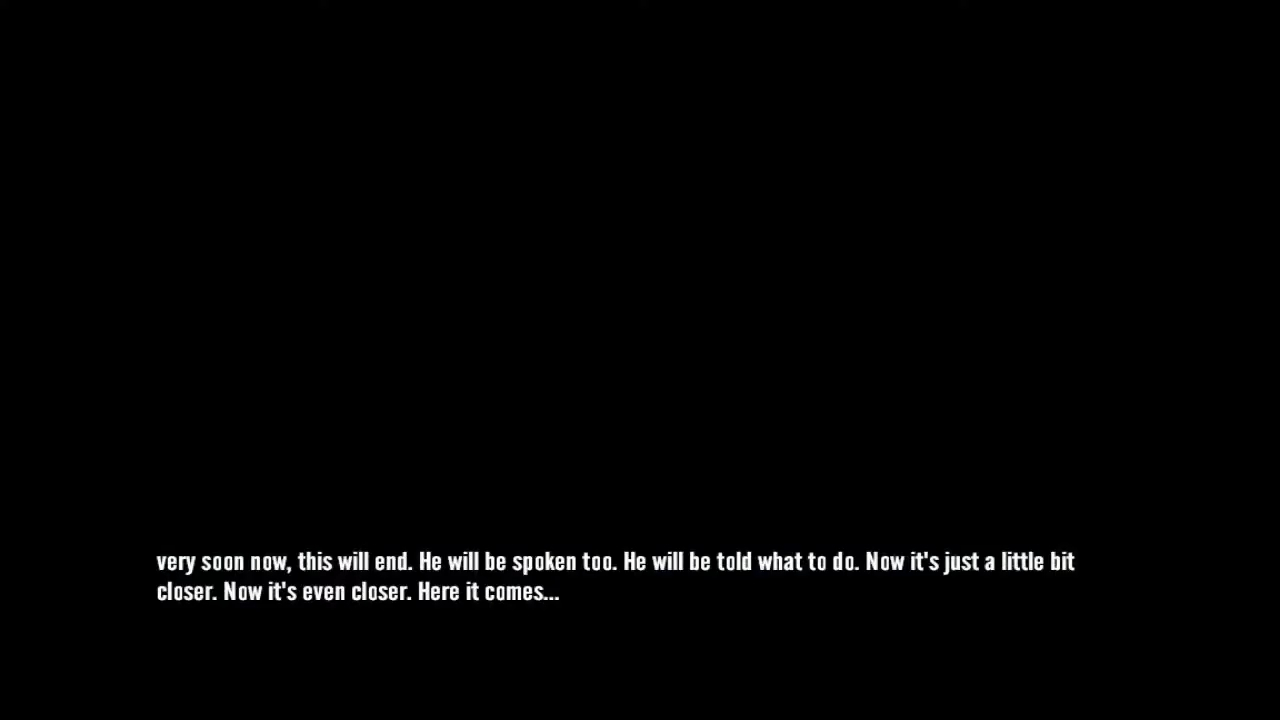 very soon now, this will end. He will be spoken too. He will be told what to do. Now it's just a little bit
closer. Now it's even closer. Here it comes...